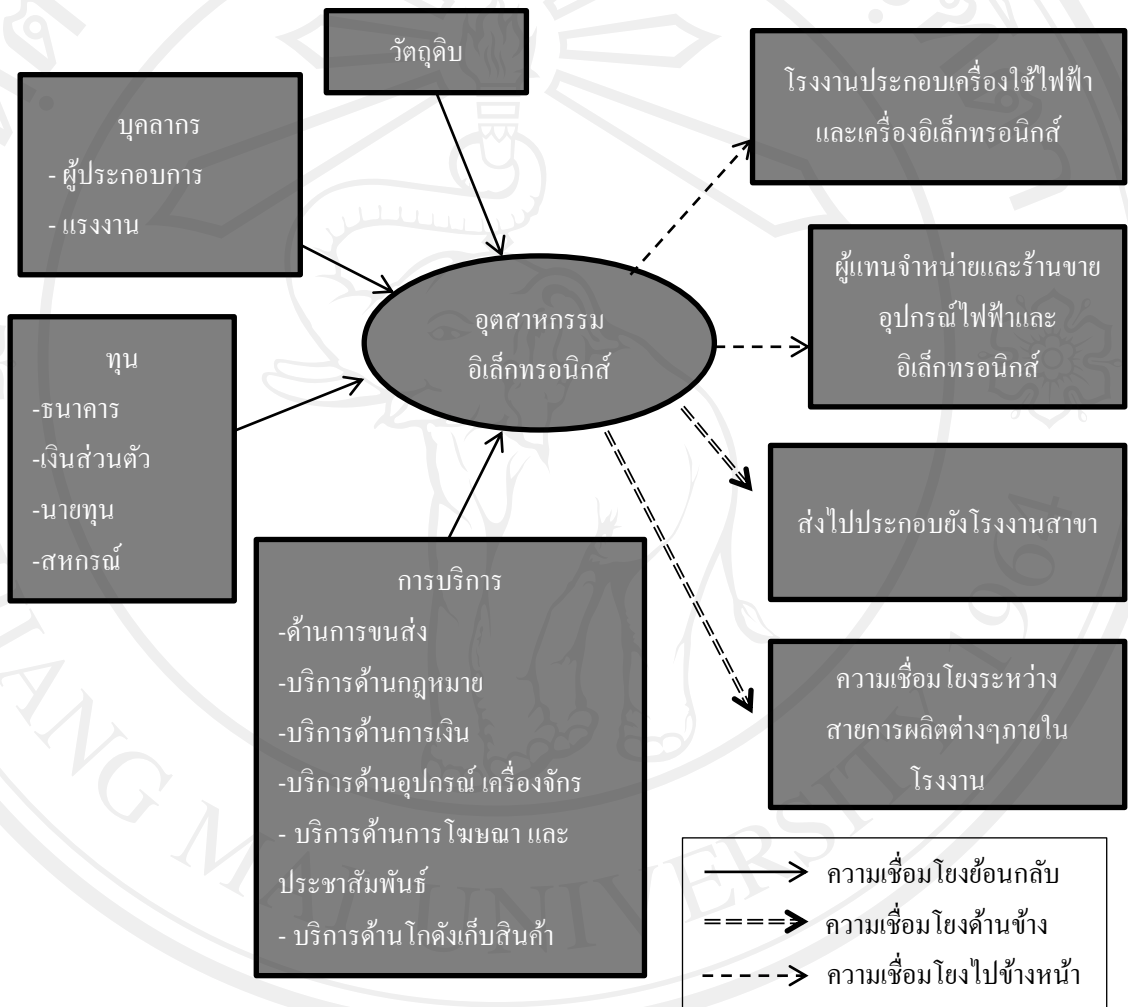 วัตถุดิบ
บุคลากร
- ผู้ประกอบการ
- แรงงาน
ทุน
-ธนาคาร
-เงินส่วนตัว
-นายทุน
-สหกรณ์
การบริการ
-ด้านการขนส่ง
-บริการด้านกฎหมาย
-บริการด้านการเงิน
-บริการด้านอุปกรณ์ เครื่องจักร
- บริการด้านการโฆษณา และ
ประชาสัมพันธ์
- บริการด้านโกดังเก็บสินค้า
อุตสาหกรรม
อิเล็กทรอนิกส์
โรงงานประกอบเครื่องใช้ไฟฟ้า
และเครื่องอิเล็กทรอนิกส์
ผู้แทนจำหน่ายและร้านขาย
อุปกรณ์ไฟฟ้าและ
อิเล็กทรอนิกส์
ส่งไปประกอบยังโรงงานสาขา
ความเชื่อมโยงระหว่าง
สายการผลิตต่างๆภายใน
โรงงาน
ความเชื่อมโยงย้อนกลับ
ความเชื่อมโยงด้านข้าง
ความเชื่อมโยงไปข้างหน้า
ANG MAI UNIVERSITY 1964